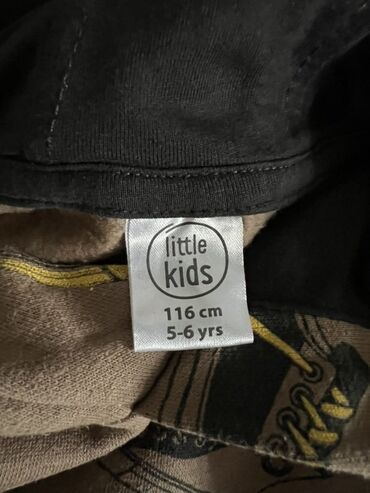 little
kids
116 cm
5-6 yrs